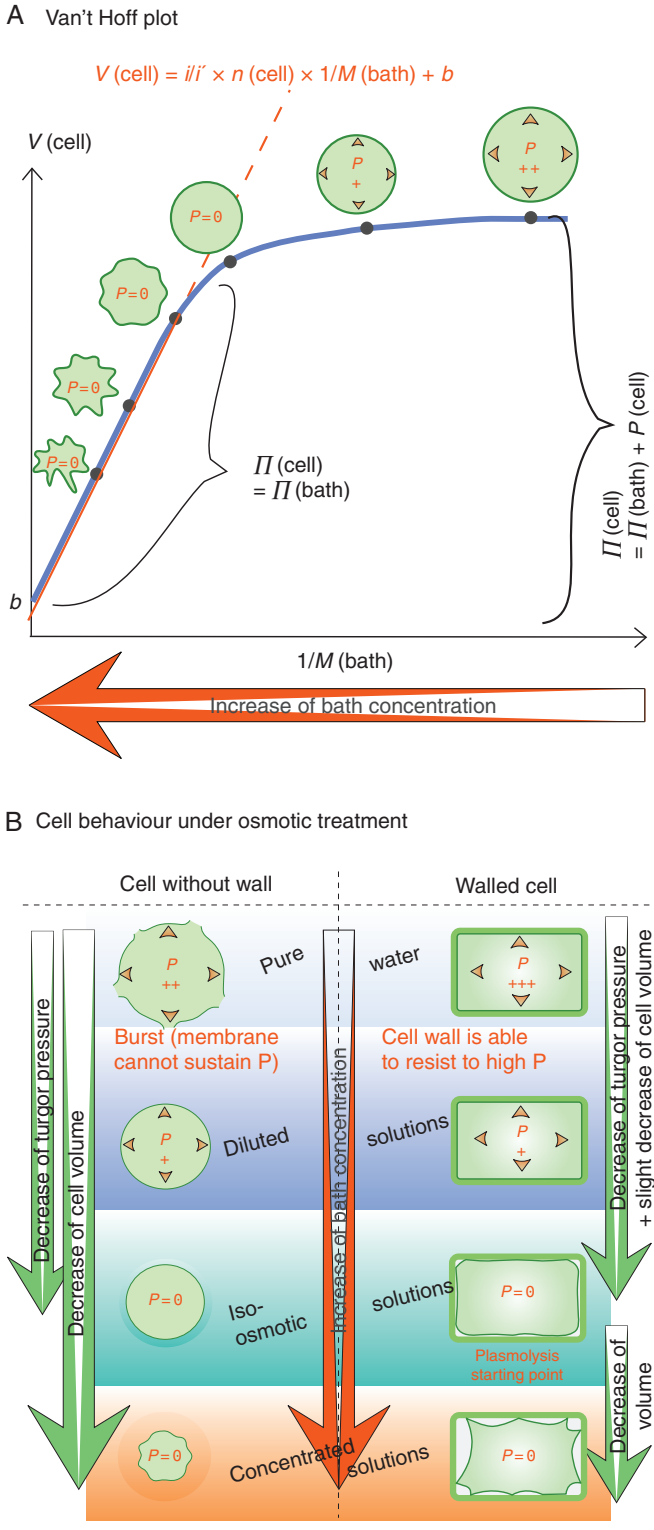 A Van't Hoff plot
V (cell) = i/i´ × n (cell) × 1/M (bath) + b
V (cell)
P
+
P
++
P=0
P=0
P=0
P=0
Π (cell)
= Π (bath)
Π (cell)
= Π (bath) + P (cell)
b
1/M (bath)
Increase of bath concentration
B Cell behaviour under osmotic treatment
Cell without wall
Walled cell
P
++
Pure
water
P
+++
Burst (membrane
cannot sustain P)
Cell wall is able
to resist to high P
P
+
Diluted
solutions
P
+
P=0
Iso-
osmotic
solutions
P=0
Plasmolysis
starting point
P=0
Concentrated
solutions
P=0
Decrease of turgor pressure
Decrease of cell volume
Increase of bath concentration
Decrease of turgor pressure
+ slight decrease of cell volume
Decrease of
volume